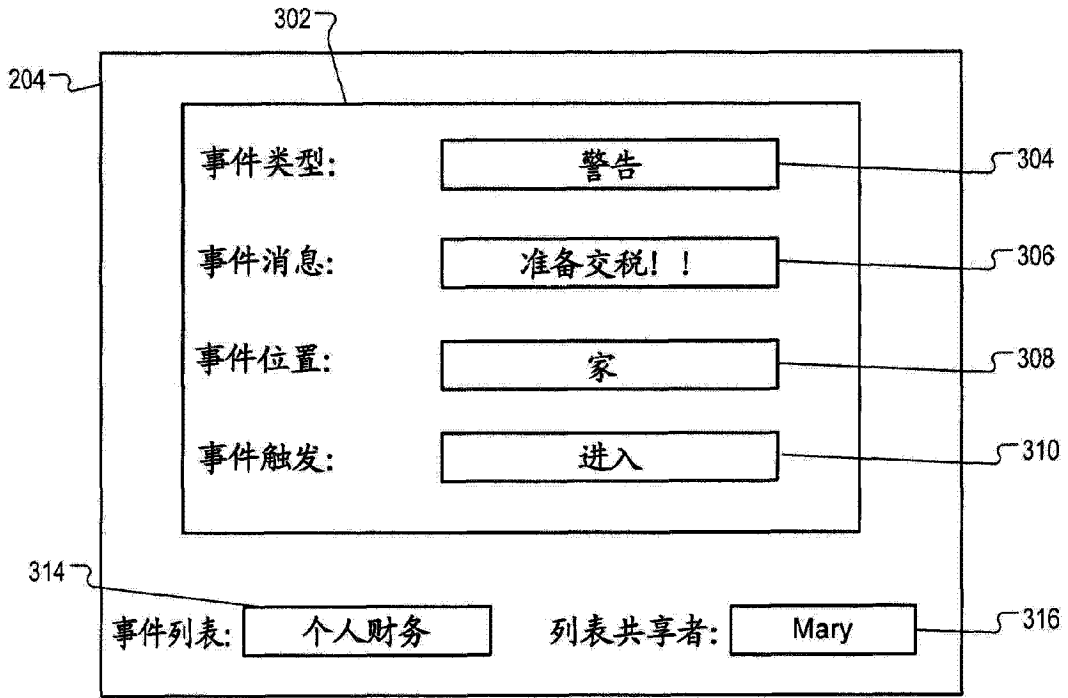 302
204
事件类型: 警告 304
事件消息: 准备交税!! 306
事件位置: 家 308
事件触发: 进入 310
314
事件列表: 个人财务 列表共享者: Mary 316